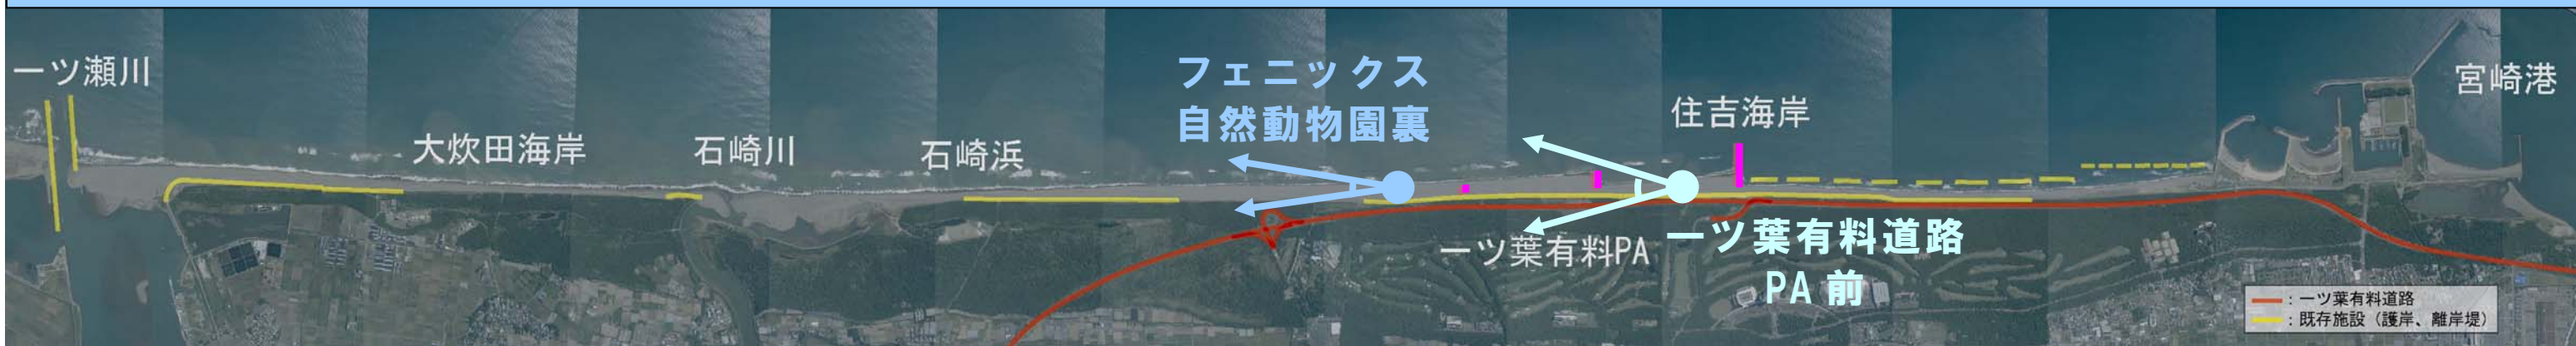 一ツ瀬川
大炊田海岸
石崎川
石崎浜
フェニックス
自然動物園裏
住吉海岸
宮崎港
一ツ葉有料PA
一ツ葉有料道路
PA 前
：一ツ葉有料道路
：既存施設（護岸、離岸堤）